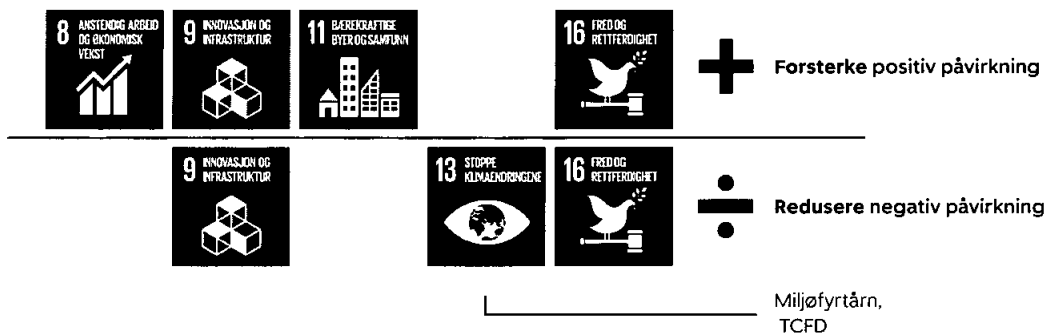 8 ANSTENDIG ARBEID
OG ØKONOMISK
VEKST
9 INNOVASJON OG
INFRASTRUKTUR
11 BÆREKRAFTIGE
BYER OG SAMFUNN
16 FRED OG
RETTFERDIGHET
Forsterke positiv påvirkning
9 INNOVASJON OG
INFRASTRUKTUR
13 STOPPE
KLIMAENDRINGENE
16 FRED OG
RETTFERDIGHET
Redusere negativ påvirkning
Miljøfyrtårn,
TCFD